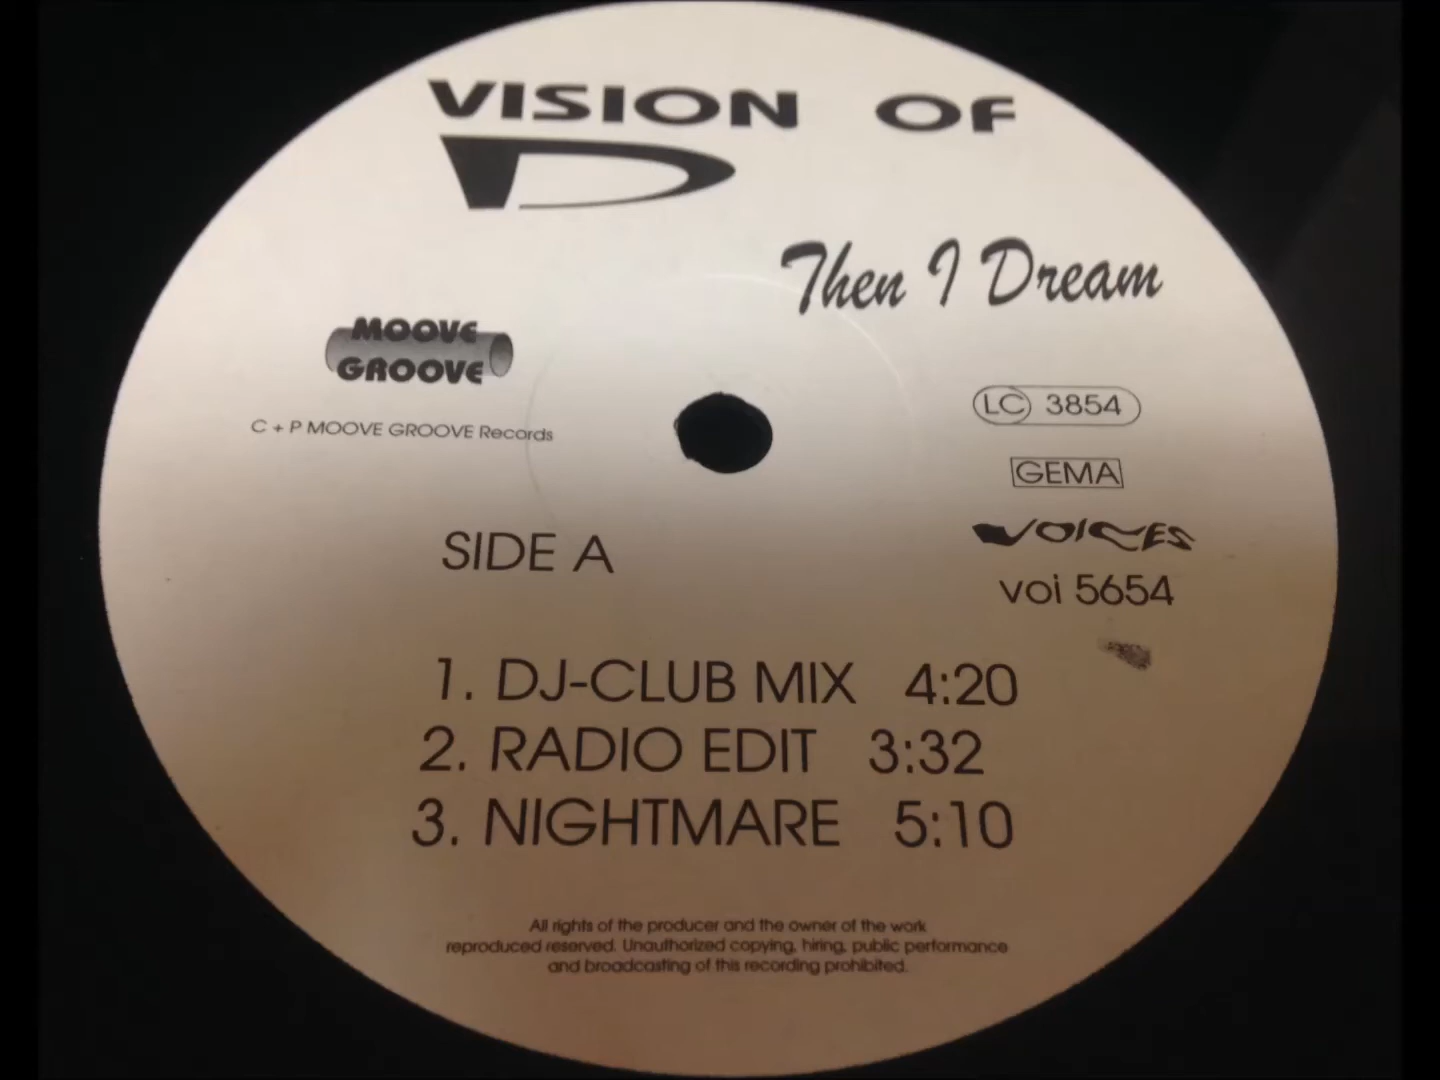 VISION OF
D
Then I Dream
MOOVE
GROOVE
C + P MOOVE GROOVE Records
LC 3854
GEMA
VOICES
voi 5654
SIDE A
1. DJ-CLUB MIX 4:20
2. RADIO EDIT 3:32
3. NIGHTMARE 5:10
All rights of the producer and the owner of the work
reproduced reserved. Unauthorized copying, hiring, public performance
and broadcasting of this recording prohibited.